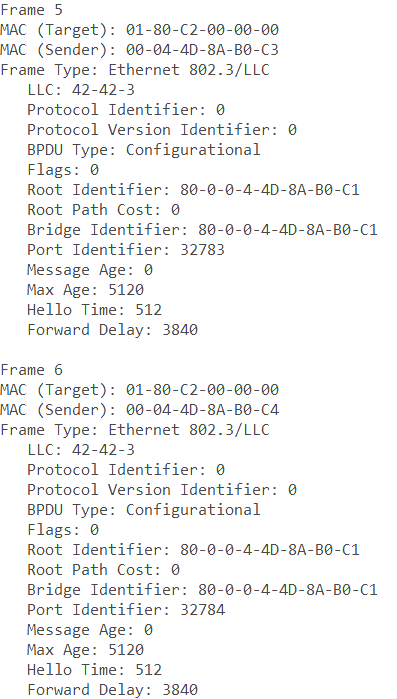 Frame 5
MAC (Target): 01-80-C2-00-00-00
MAC (Sender): 00-04-4D-8A-B0-C3
Frame Type: Ethernet 802.3/LLC
LLC: 42-42-3
Protocol Identifier: 0
Protocol Version Identifier: 0
BPDU Type: Configurational
Flags: 0
Root Identifier: 80-0-0-4-4D-8A-B0-C1
Root Path Cost: 0
Bridge Identifier: 80-0-0-4-4D-8A-B0-C1
Port Identifier: 32783
Message Age: 0
Max Age: 5120
Hello Time: 512
Forward Delay: 3840
Frame 6
MAC (Target): 01-80-C2-00-00-00
MAC (Sender): 00-04-4D-8A-B0-C4
Frame Type: Ethernet 802.3/LLC
LLC: 42-42-3
Protocol Identifier: 0
Protocol Version Identifier: 0
BPDU Type: Configurational
Flags: 0
Root Identifier: 80-0-0-4-4D-8A-B0-C1
Root Path Cost: 0
Bridge Identifier: 80-0-0-4-4D-8A-B0-C1
Port Identifier: 32784
Message Age: 0
Max Age: 5120
Hello Time: 512
Forward Delay: 3840